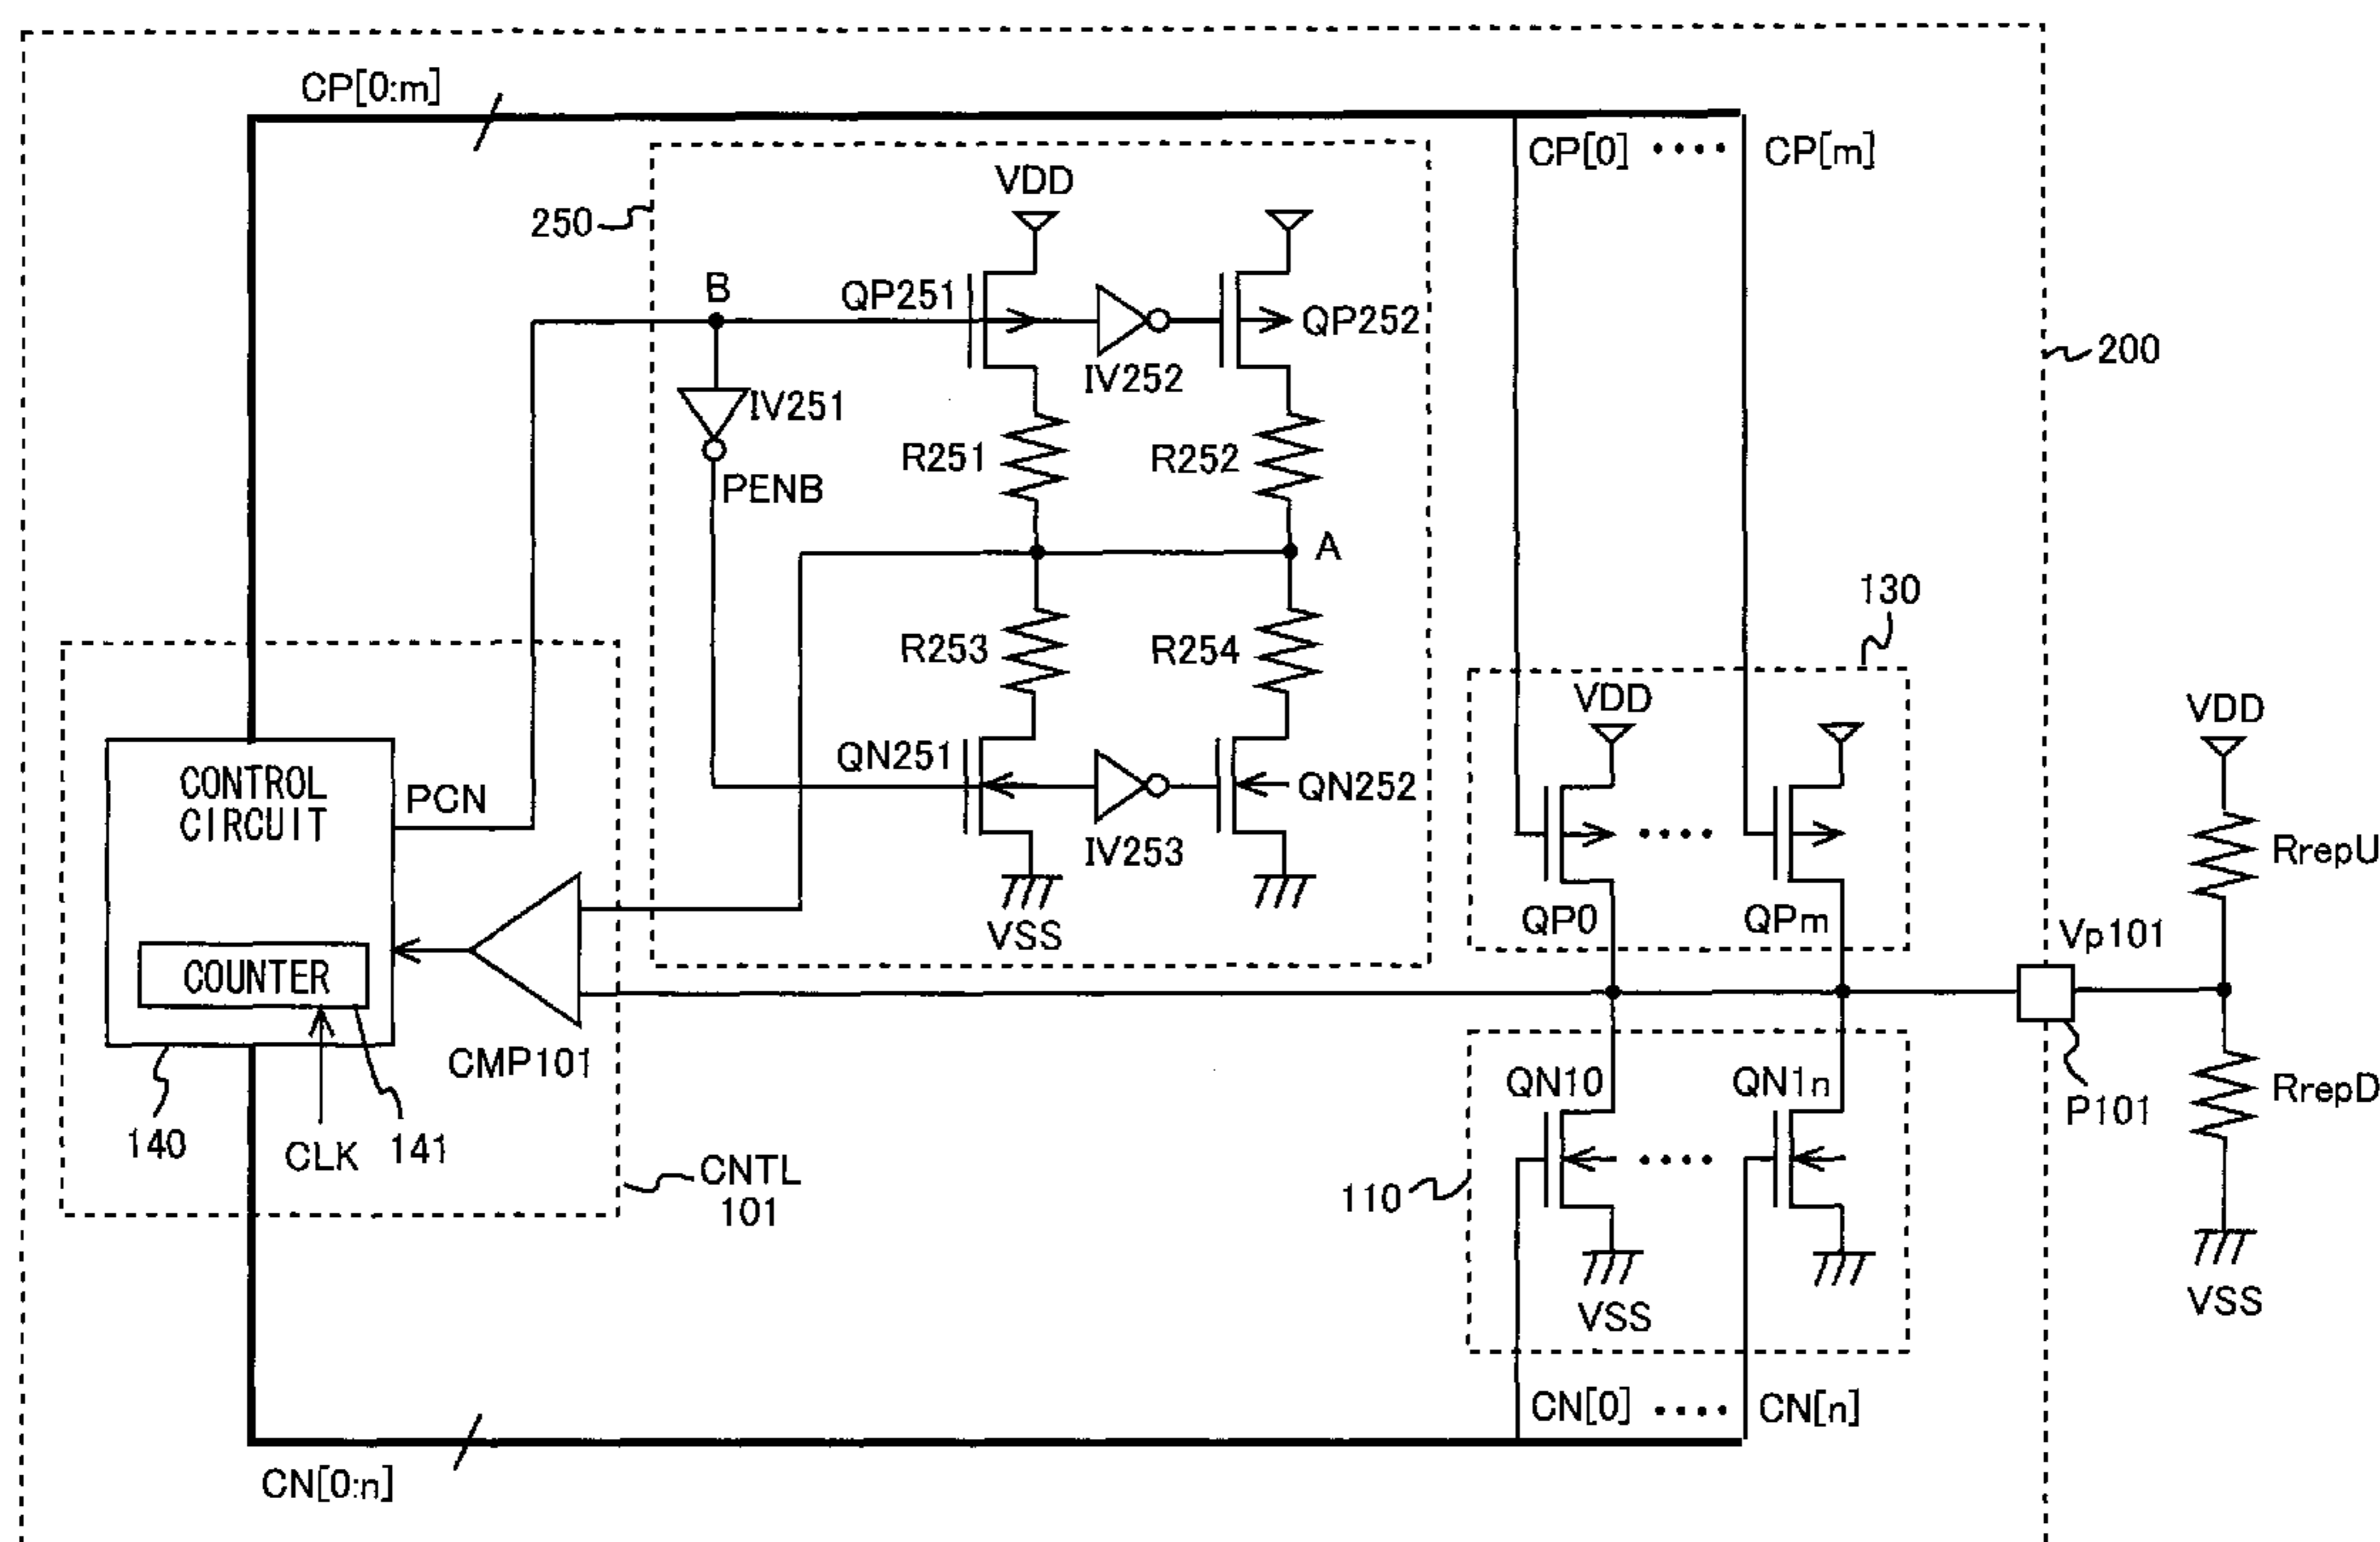 CP[0:m]
CP[0] •••• CP[m]
VDD
250
B
QP251
QP252
200
IV252
IV251
R251
R252
PENB
A
130
R253
R254
VDD
VDD
QN251
QN252
CONTROL
CIRCUIT
PCN
IV253
RrepU
QP0
QPm
VSS
Vp101
COUNTER
CMP101
QN10
QN1n
RrepD
P101
140
CLK
141
CNTL
101
110
VSS
VSS
CN[0] •••• CN[n]
CN[0:n]